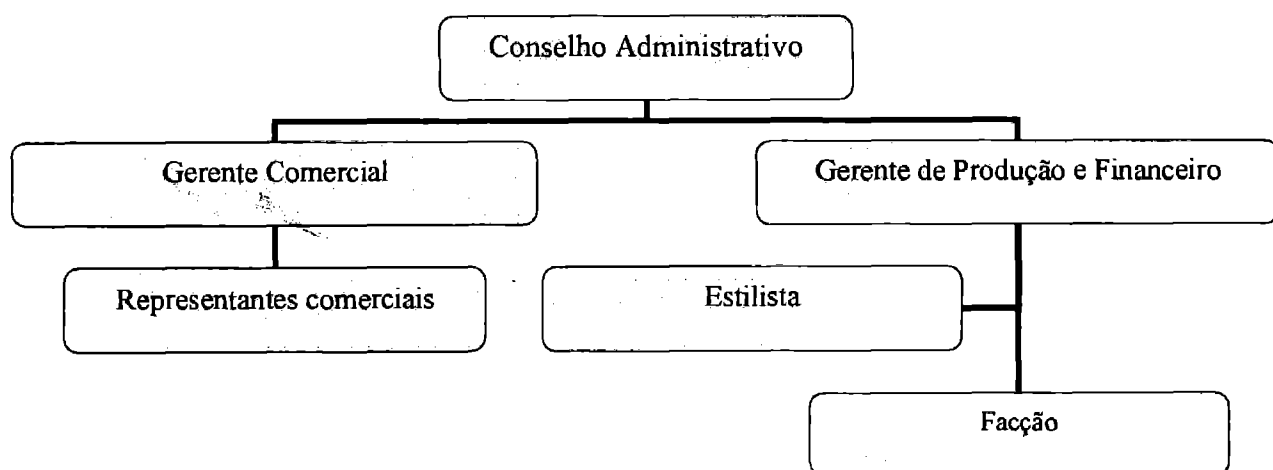 Conselho Administrativo
Gerente Comercial
Gerente de Produção e Financeiro
Representantes comerciais
Estilista
Facção